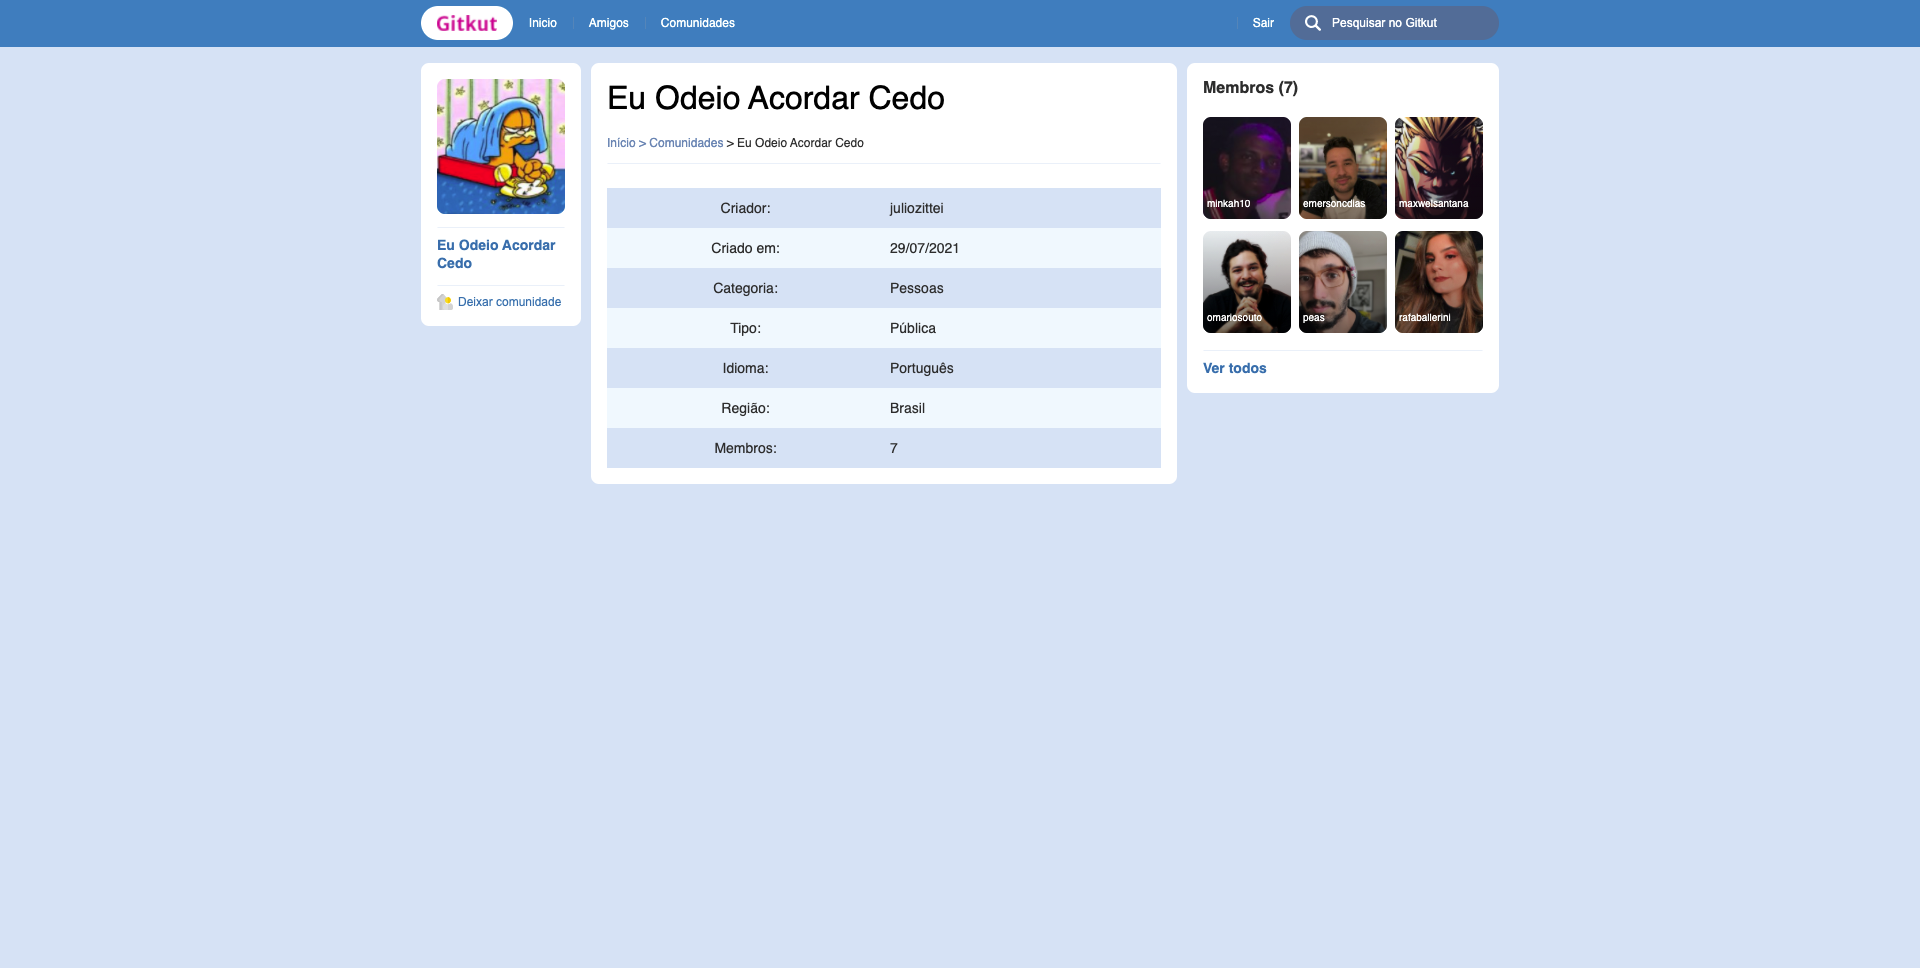 Gitkut
Inicio
Amigos
Comunidades
Sair
Pesquisar no Gitkut
Eu Odeio Acordar
Cedo
Deixar comunidade
Eu Odeio Acordar Cedo
Início > Comunidades > Eu Odeio Acordar Cedo
Criador: juliozittei
Criado em: 29/07/2021
Categoria: Pessoas
Tipo: Pública
Idioma: Português
Região: Brasil
Membros: 7
Membros (7)
minkah10
emersoncdias
maxwelsantana
omariosouto
peas
rafaballerini
Ver todos